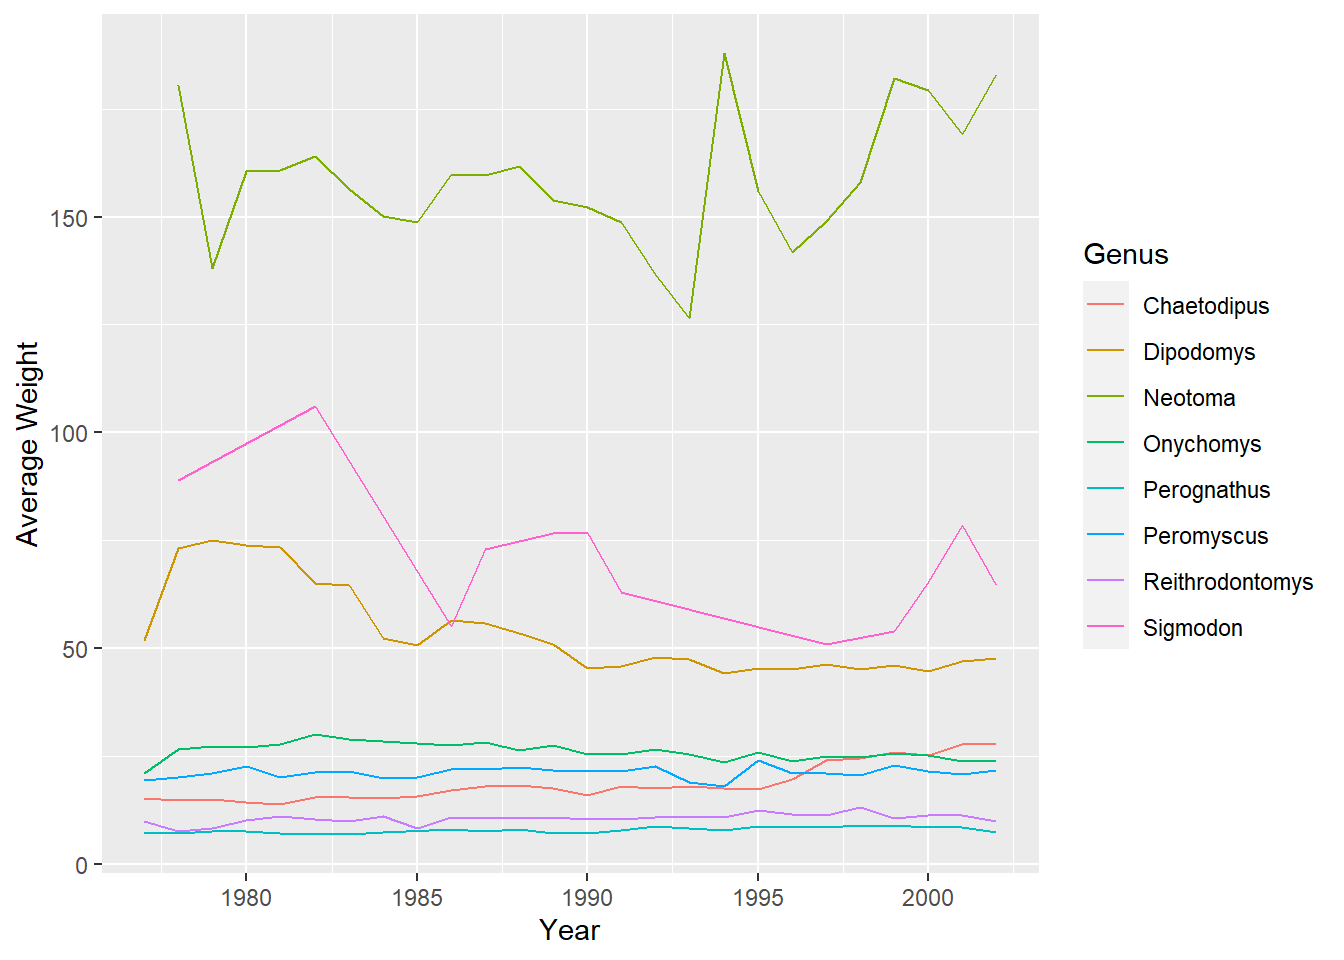 150
100
50
0
Average Weight
1980 1985 1990 1995 2000
Year
Genus
Chaetodipus
Dipodomys
Neotoma
Onychomys
Perognathus
Peromyscus
Reithrodontomys
Sigmodon